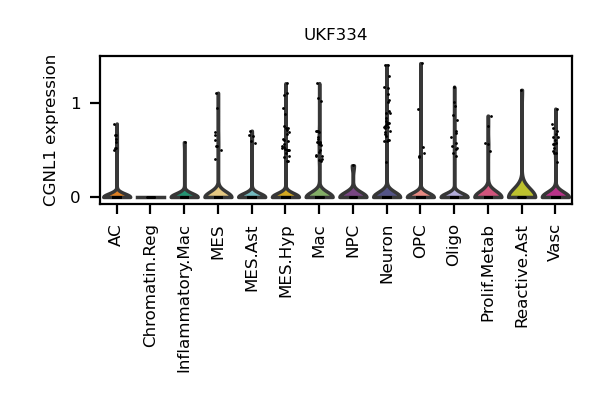 UKF334
CGNL1 expression
1
0
AC
Chromatin.Reg
Inflammatory.Mac
MES
MES.Ast
MES.Hyp
Mac
NPC
Neuron
OPC
Oligo
Prolif.Metab
Reactive.Ast
Vasc